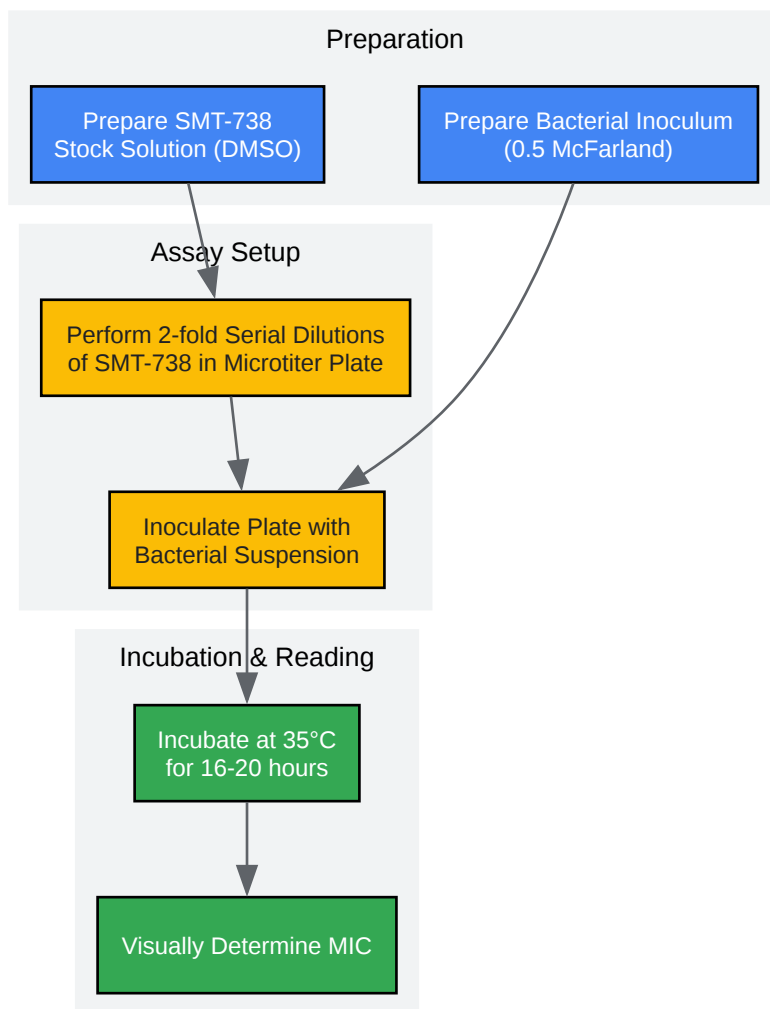 Preparation
Prepare SMT-738
Stock Solution (DMSO)
Prepare Bacterial Inoculum
(0.5 McFarland)
Assay Setup
Perform 2-fold Serial Dilutions
of SMT-738 in Microtiter Plate
Inoculate Plate with
Bacterial Suspension
Incubation & Reading
Incubate at 35°C
for 16-20 hours
Visually Determine MIC